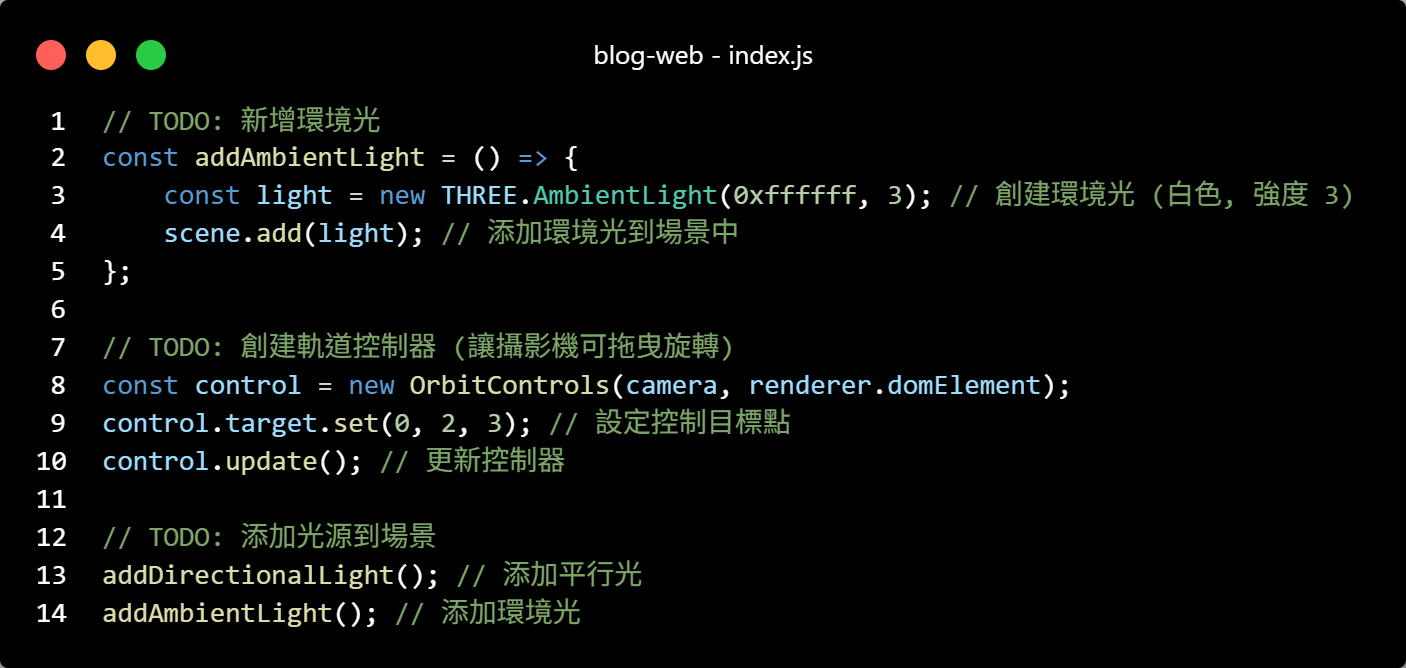 blog-web - index.js
1 // TODO: 新增環境光
2 const addAmbientLight = () => {
3     const light = new THREE.AmbientLight(0xffffff, 3); // 創建環境光 (白色, 強度 3)
4     scene.add(light); // 添加環境光到場景中
5 };
6
7 // TODO: 創建軌道控制器 (讓攝影機可拖曳旋轉)
8 const control = new OrbitControls(camera, renderer.domElement);
9 control.target.set(0, 2, 3); // 設定控制目標點
10 control.update(); // 更新控制器
11
12 // TODO: 添加光源到場景
13 addDirectionalLight(); // 添加平行光
14 addAmbientLight(); // 添加環境光